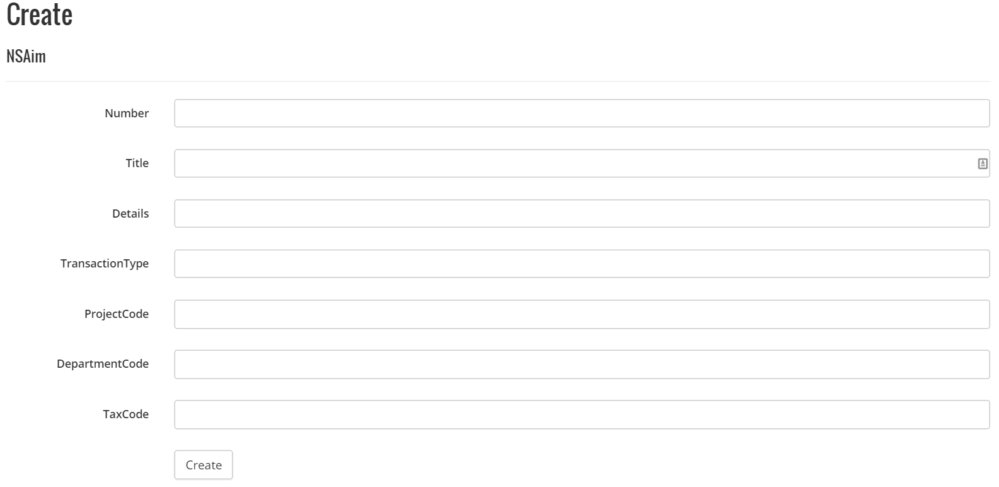 Create
NSAim
Number
Title
Details
TransactionType
ProjectCode
DepartmentCode
TaxCode
Create